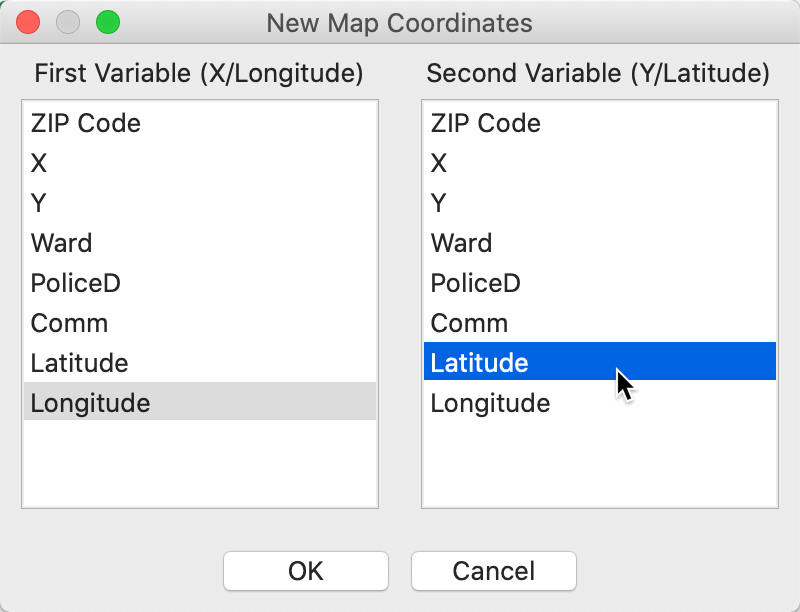 New Map Coordinates
First Variable (X/Longitude)
ZIP Code
X
Y
Ward
PoliceD
Comm
Latitude
Longitude
Second Variable (Y/Latitude)
ZIP Code
X
Y
Ward
PoliceD
Comm
Latitude
Longitude
OK
Cancel